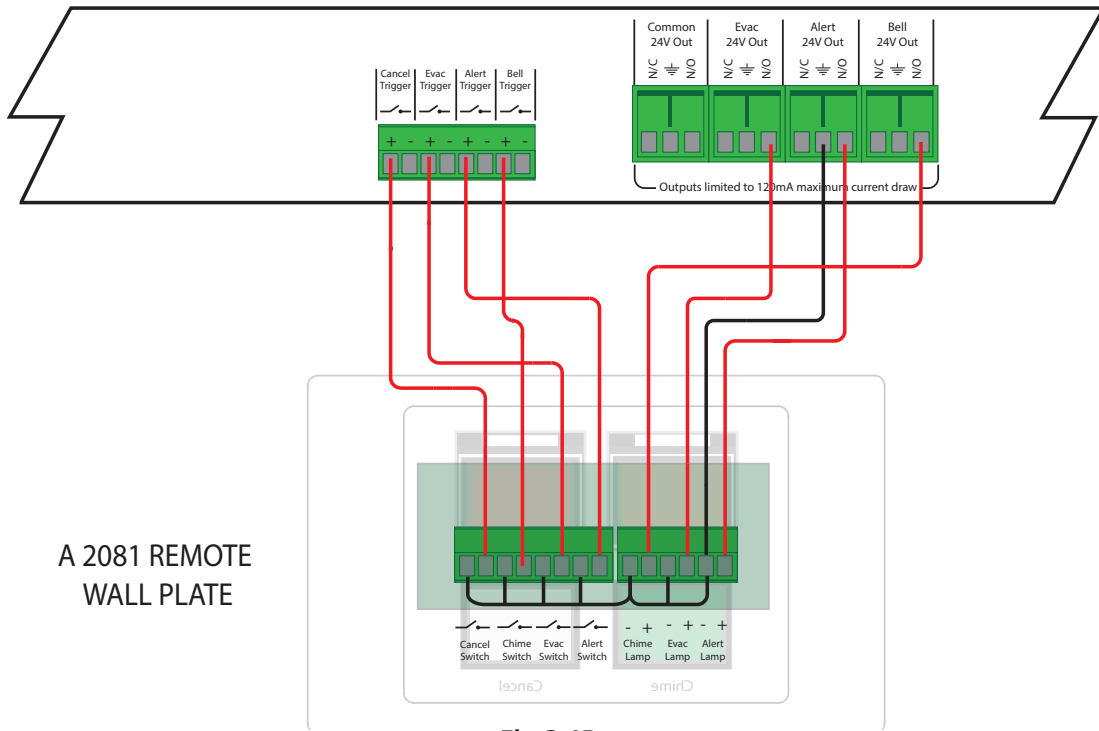 Common 24V Out
Evac 24V Out
Alert 24V Out
Bell 24V Out
N/C N/O N/C N/O N/C N/O N/C N/O
Cancel Trigger
Evac Trigger
Alert Trigger
Bell Trigger
+ - + - + - + -
Outputs limited to 120mA maximum current draw
A 2081 REMOTE
WALL PLATE
Cancel Switch
Chime Switch
Evac Switch
Alert Switch
- + - + - +
Chime Lamp
Evac Lamp
Alert Lamp
Cancel
Chime